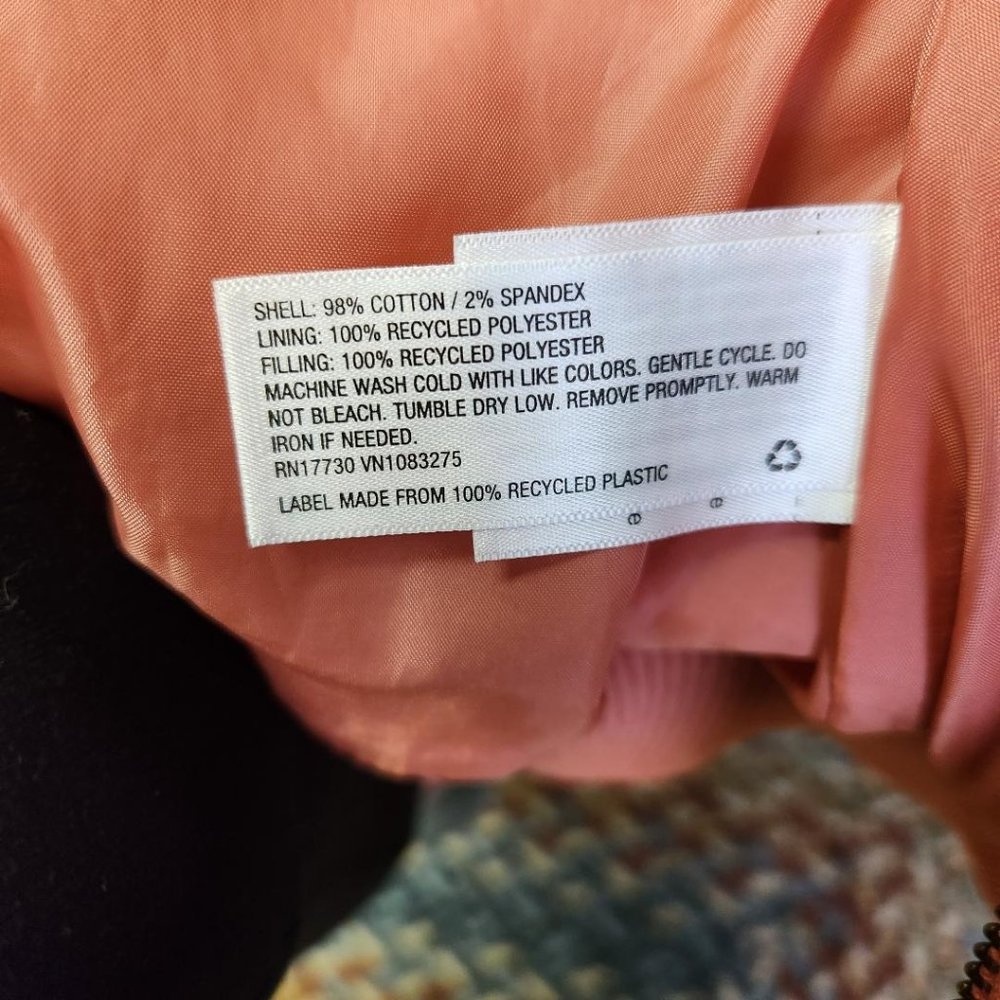 SHELL: 98% COTTON / 2% SPANDEX
LINING: 100% RECYCLED POLYESTER
FILLING: 100% RECYCLED POLYESTER
MACHINE WASH COLD WITH LIKE COLORS. GENTLE CYCLE. DO
NOT BLEACH. TUMBLE DRY LOW. REMOVE PROMPTLY. WARM
IRON IF NEEDED.
RN17730 VN1083275
LABEL MADE FROM 100% RECYCLED PLASTIC